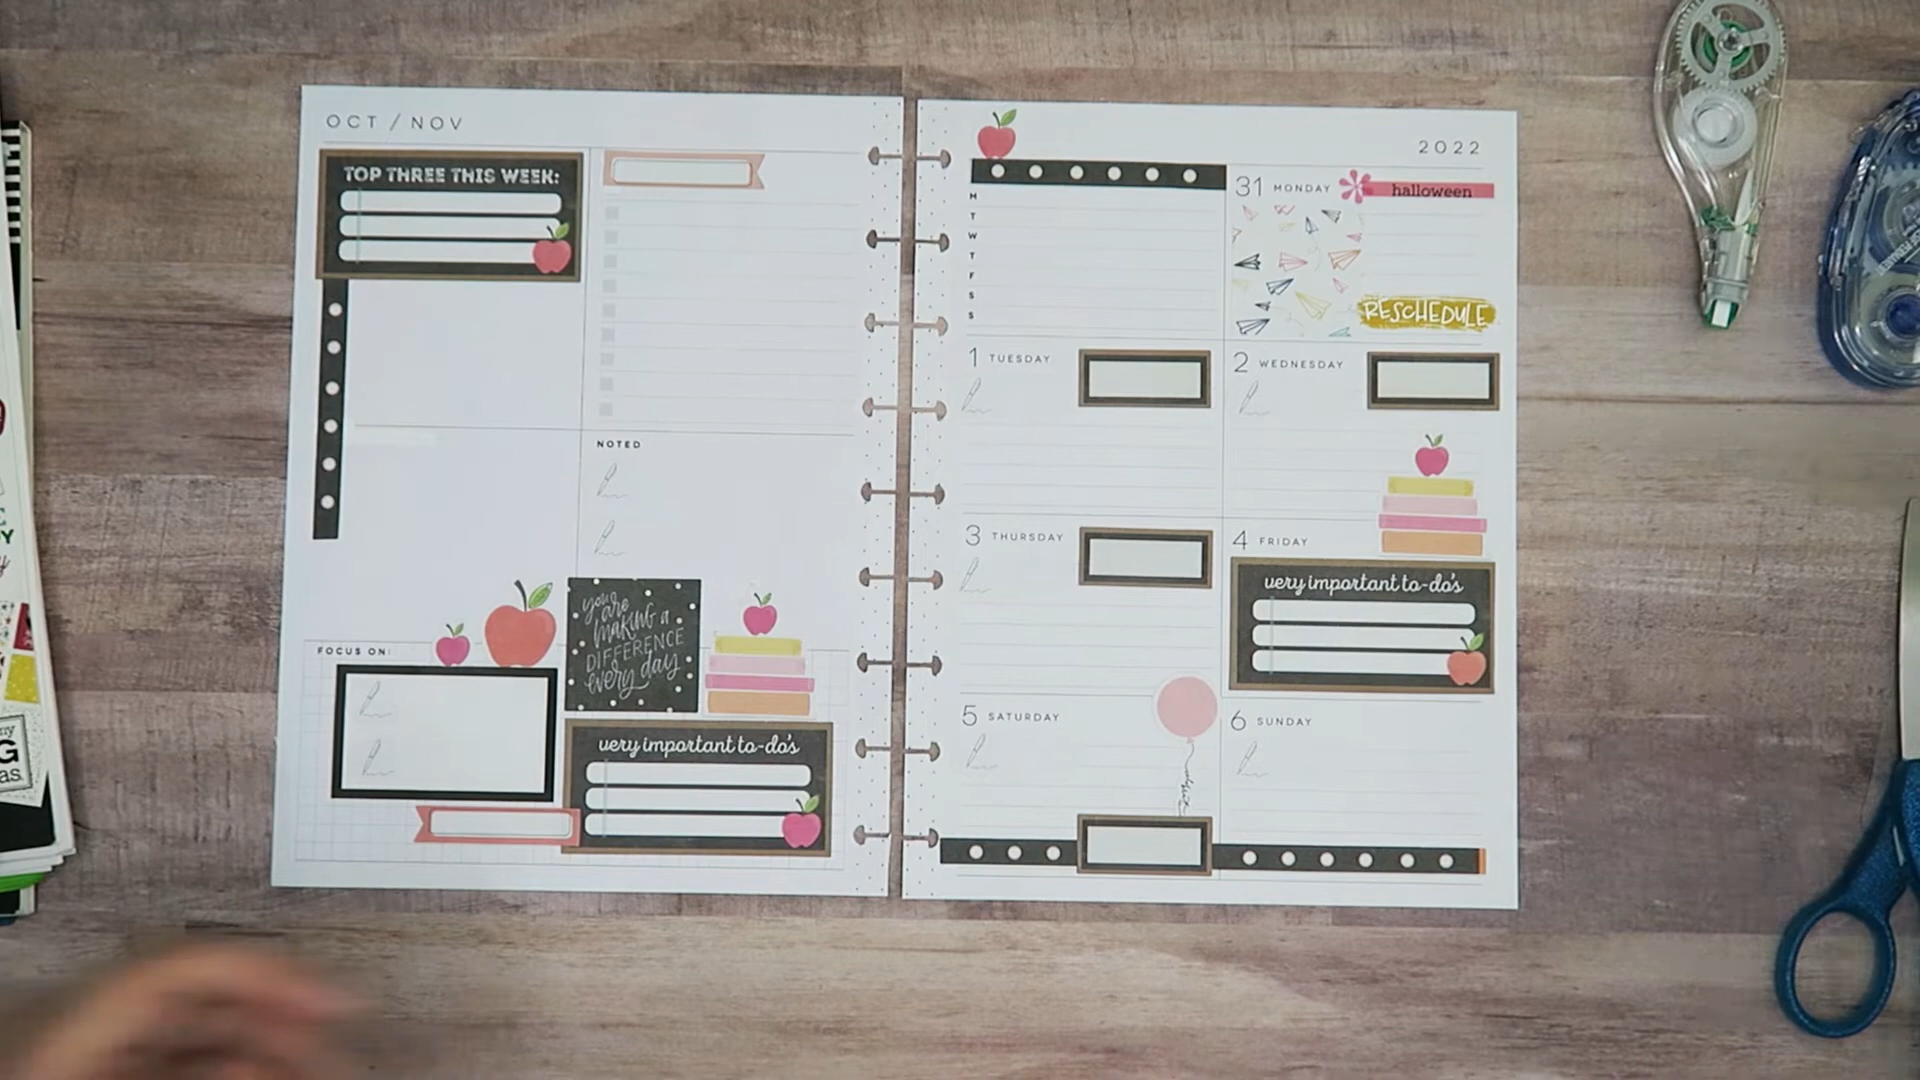 OCT / NOV
TOP THREE THIS WEEK:
NOTED
you are
making a
DIFFERENCE
every day
FOCUS ON:
very important to-do's
2022
M
T
W
T
F
S
S
31 MONDAY
halloween
RESCHEDULE
1 TUESDAY
2 WEDNESDAY
3 THURSDAY
4 FRIDAY
very important to-do's
5 SATURDAY
6 SUNDAY
G
as.